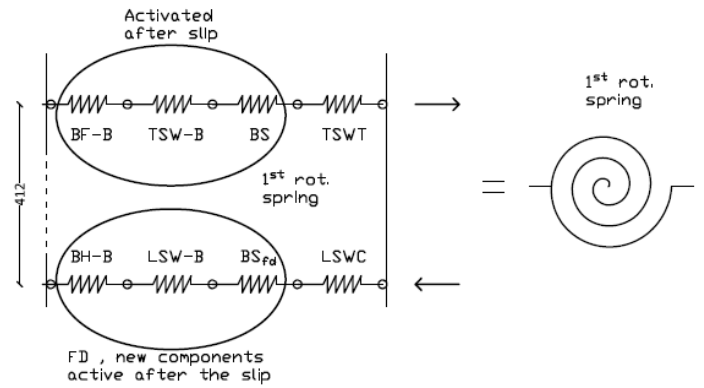 Activated
after slip
BF-B
TSW-B
BS
TSWT
1st rot.
spring
412
1st rot.
spring
=
BH-B
LSW-B
BSfd
LSWC
FD , new components
active after the slip